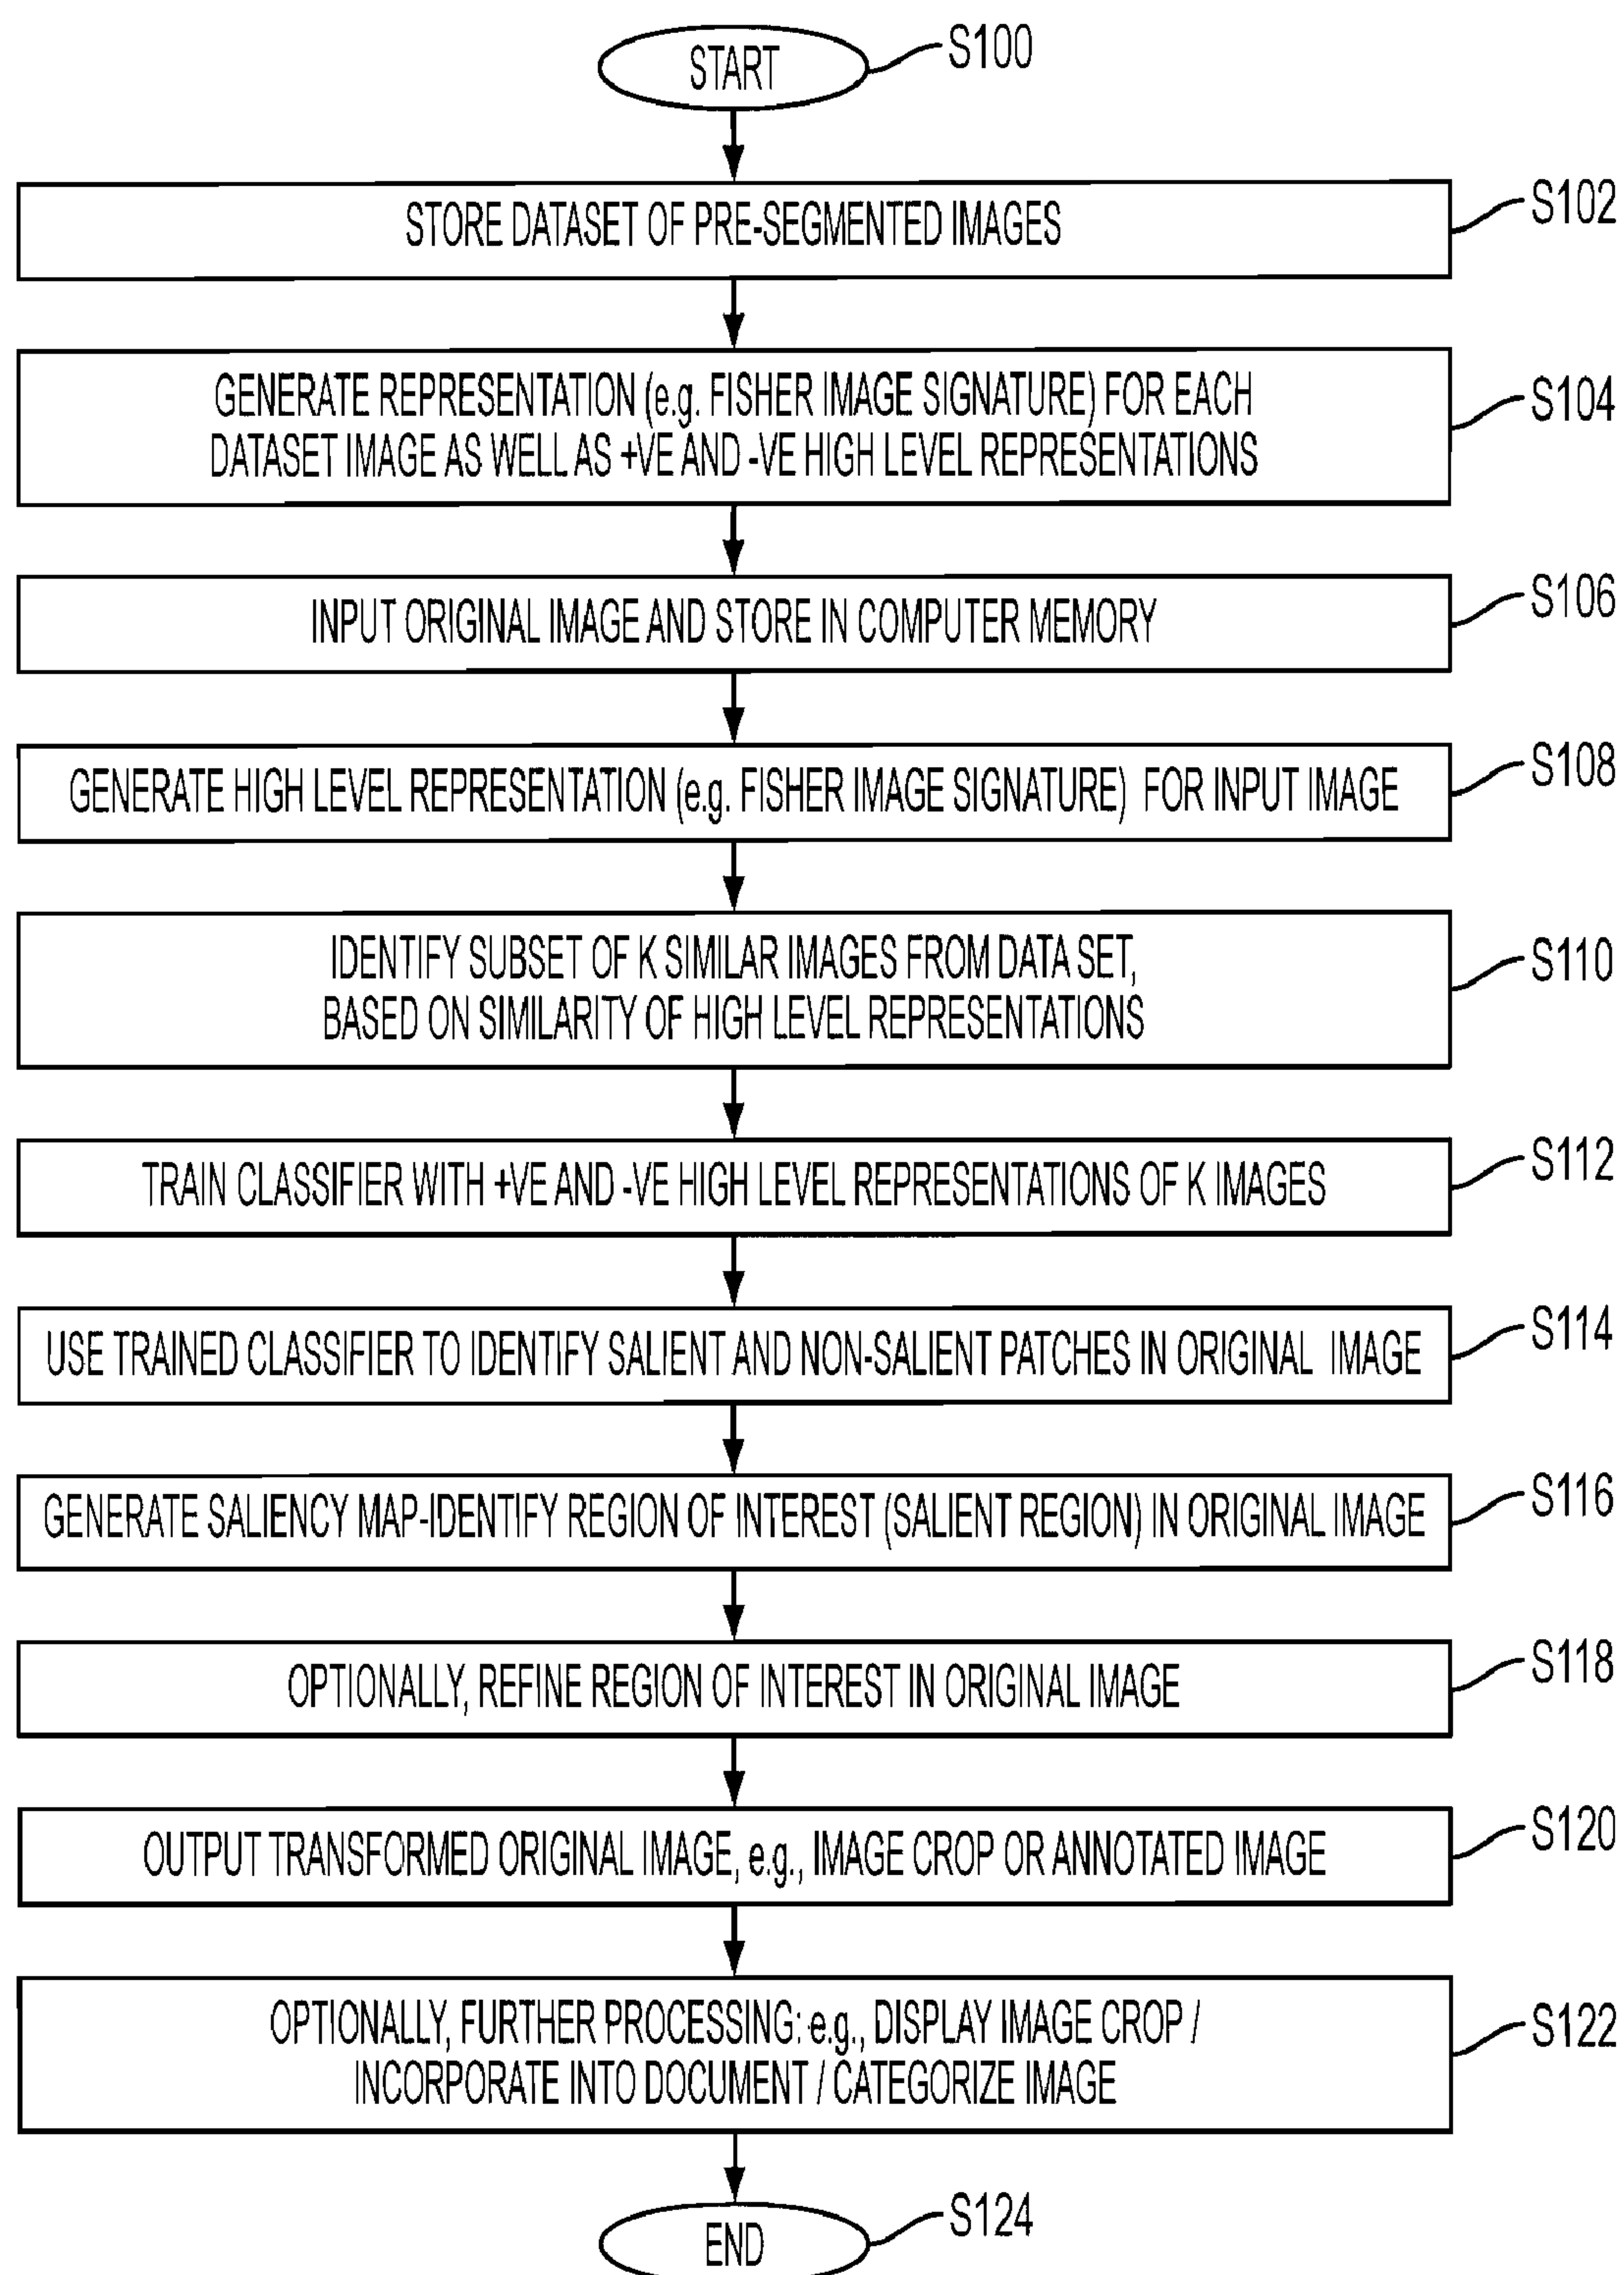 START
S100
STORE DATASET OF PRE-SEGMENTED IMAGES
S102
GENERATE REPRESENTATION (e.g. FISHER IMAGE SIGNATURE) FOR EACH
DATASET IMAGE AS WELL AS +VE AND -VE HIGH LEVEL REPRESENTATIONS
S104
INPUT ORIGINAL IMAGE AND STORE IN COMPUTER MEMORY
S106
GENERATE HIGH LEVEL REPRESENTATION (e.g. FISHER IMAGE SIGNATURE) FOR INPUT IMAGE
S108
IDENTIFY SUBSET OF K SIMILAR IMAGES FROM DATA SET,
BASED ON SIMILARITY OF HIGH LEVEL REPRESENTATIONS
S110
TRAIN CLASSIFIER WITH +VE AND -VE HIGH LEVEL REPRESENTATIONS OF K IMAGES
S112
USE TRAINED CLASSIFIER TO IDENTIFY SALIENT AND NON-SALIENT PATCHES IN ORIGINAL IMAGE
S114
GENERATE SALIENCY MAP-IDENTIFY REGION OF INTEREST (SALIENT REGION) IN ORIGINAL IMAGE
S116
OPTIONALLY, REFINE REGION OF INTEREST IN ORIGINAL IMAGE
S118
OUTPUT TRANSFORMED ORIGINAL IMAGE, e.g., IMAGE CROP OR ANNOTATED IMAGE
S120
OPTIONALLY, FURTHER PROCESSING: e.g., DISPLAY IMAGE CROP /
INCORPORATE INTO DOCUMENT / CATEGORIZE IMAGE
S122
END
S124